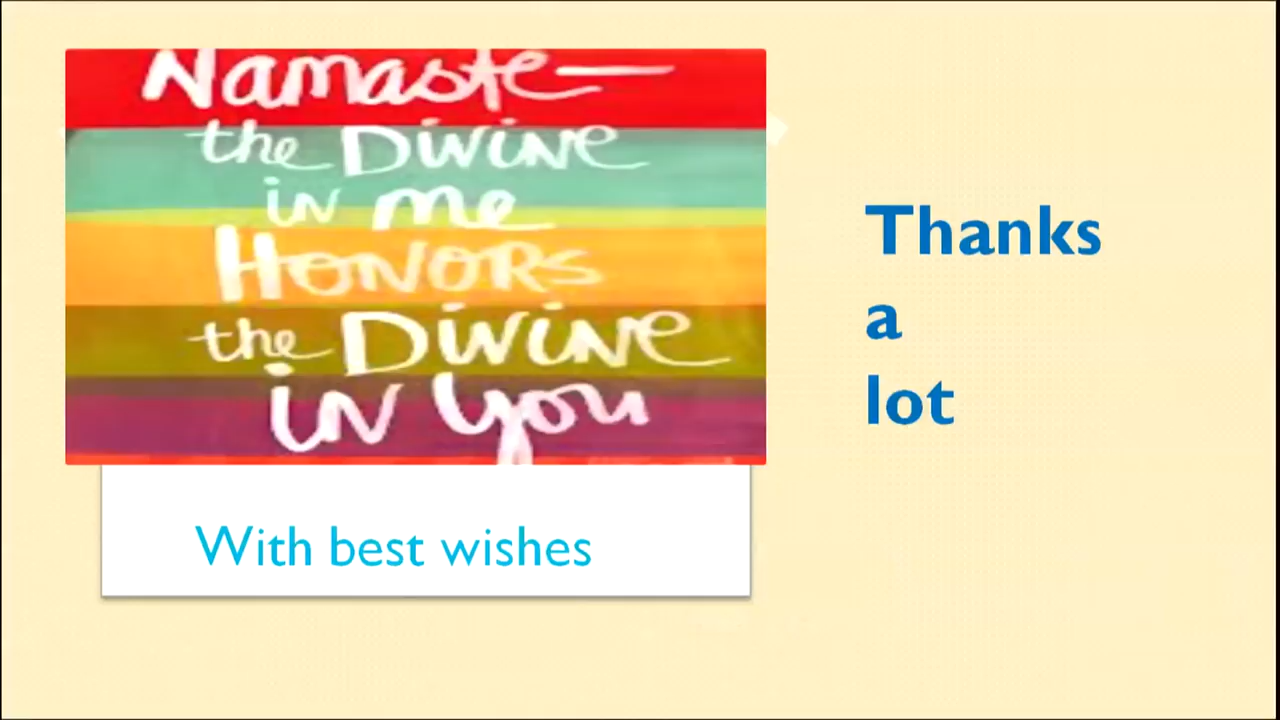 Namaste—
the Divine
in me
HONORS
the Divine
in you
With best wishes
Thanks
a
lot